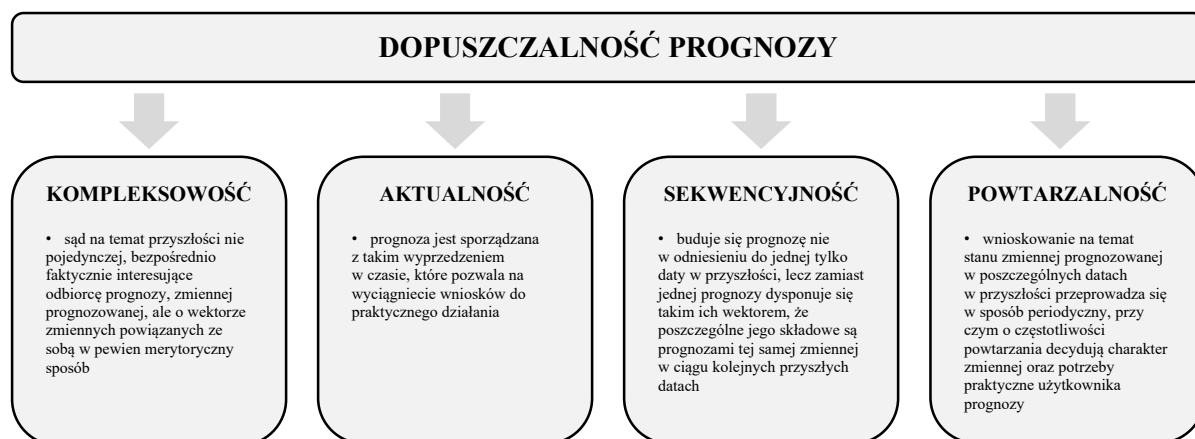 DOPUSZCZALNOŚĆ PROGNOZY
KOMPLEKSOWOŚĆ
• sąd na temat przyszłości nie
pojedynczej, bezpośrednio
faktycznie interesujące
odbiorcę prognozy, zmiennej
prognozowanej, ale o wektorze
zmiennych powiązanych ze
sobą w pewien merytoryczny
sposób
AKTUALNOŚĆ
• prognoza jest sporządzana
z takim wyprzedzeniem
w czasie, które pozwala na
wyciągniecie wniosków do
praktycznego działania
SEKWENCYJNOŚĆ
• buduje się prognozę nie
w odniesieniu do jednej tylko
daty w przyszłości, lecz zamiast
jednej prognozy dysponuje się
takim ich wektorem, że
poszczególne jego składowe są
prognozami tej samej zmiennej
w ciągu kolejnych przyszłych
datach
POWTARZALNOŚĆ
• wnioskowanie na temat
stanu zmiennej prognozowanej
w poszczególnych datach
w przyszłości przeprowadza się
w sposób periodyczny, przy
czym o częstotliwości
powtarzania decydują charakter
zmiennej oraz potrzeby
praktyczne użytkownika
prognozy